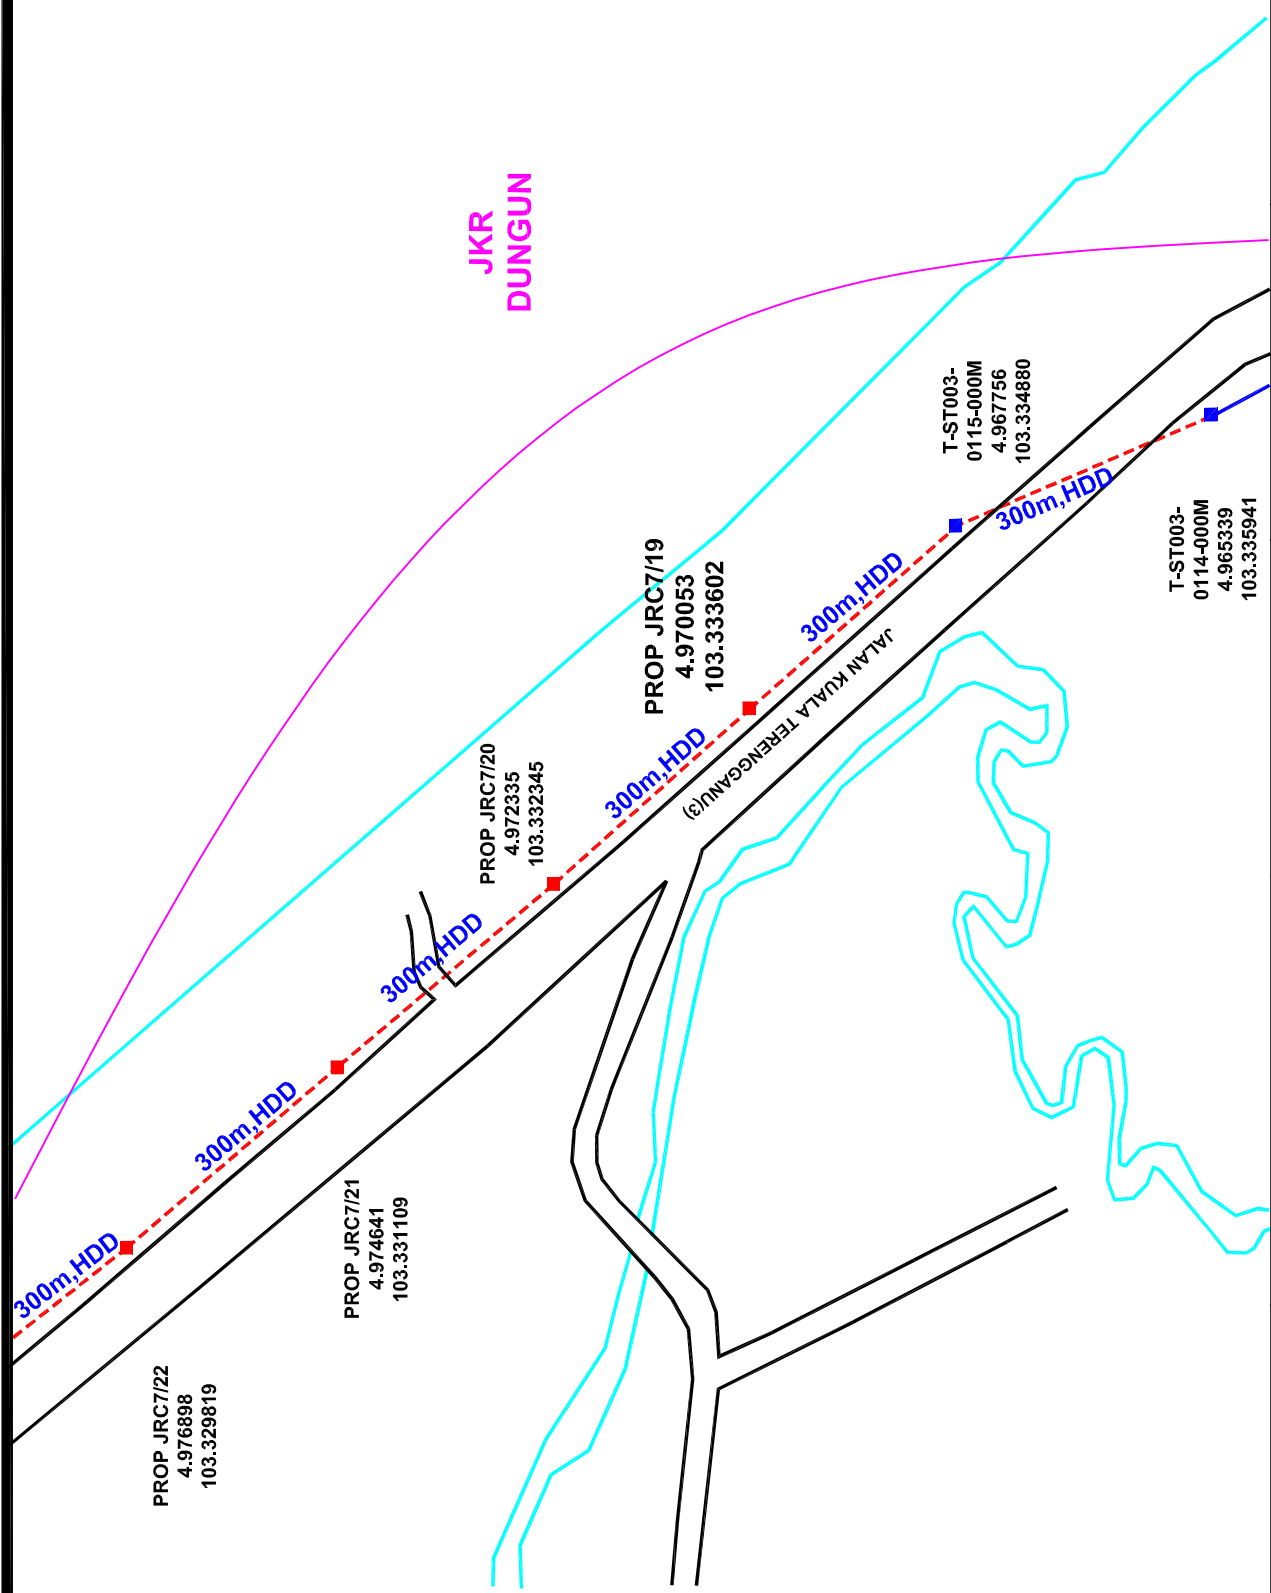 JKR
DUNGUN
T-ST003-
0115-000M
4.967756
103.334880
T-ST003-
0114-000M
4.965339
103.335941
300m,HDD
300m,HDD
PROP JRC7/19
4.970053
103.333602
JALAN KUALA TERENGGANU(3)
300m,HDD
PROP JRC7/20
4.972335
103.332345
300m,HDD
300m,HDD
PROP JRC7/21
4.974641
103.331109
300m,HDD
PROP JRC7/22
4.976898
103.329819